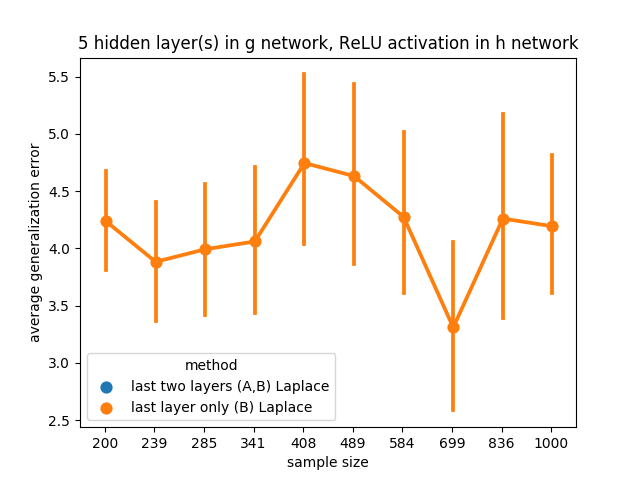 5 hidden layer(s) in g network, ReLU activation in h network
average generalization error
5.5
5.0
4.5
4.0
3.5
3.0
2.5
method
last two layers (A,B) Laplace
last layer only (B) Laplace
200 239 285 341 408 489 584 699 836 1000
sample size